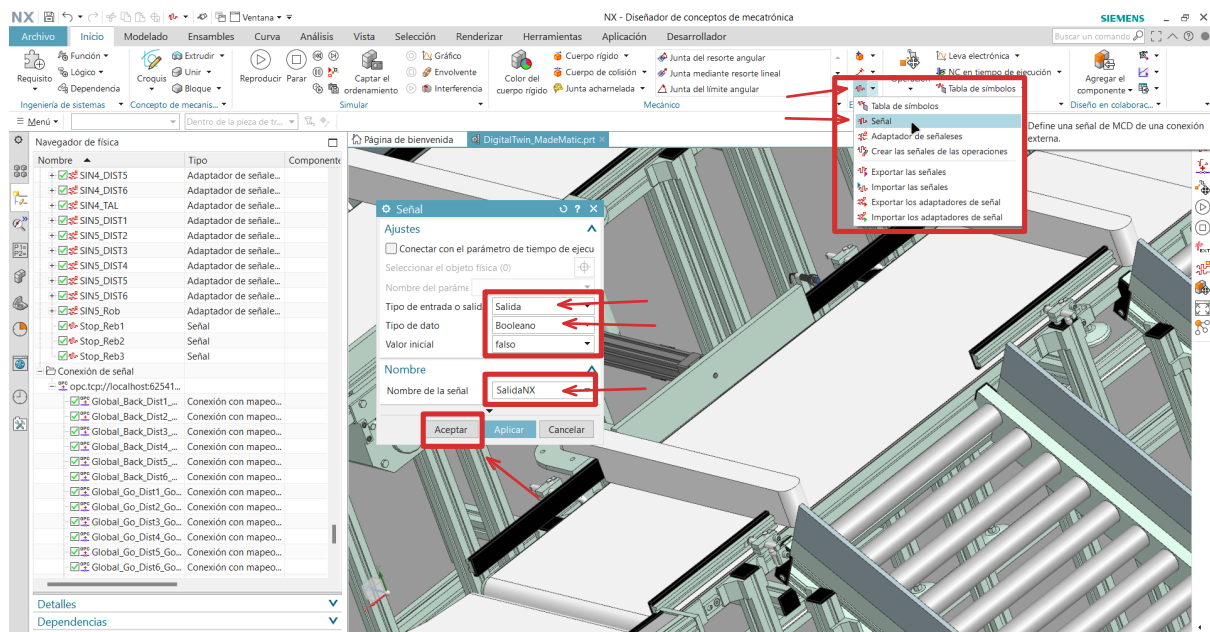 NX
Ventana
NX - Diseñador de conceptos de mecatrónica
SIEMENS
Archivo Inicio Modelado Ensambles Curva Análisis Vista Selección Renderizar Herramientas Aplicación Desarrollador
Buscar un comando
Requisito
Función
Lógico
Dependencia
Ingeniería de sistemas
Croquis
Extrudir
Unir
Bloque
Concepto de mecanis...
Reproducir Parar
Captar el ordenamiento
Gráfico
Envolvente
Interferencia
Simular
Color del cuerpo rígido
Cuerpo rígido
Cuerpo de colisión
Junta acharnelada
Junta del resorte angular
Junta mediante resorte lineal
Junta del límite angular
Mecánico
Leva electrónica
NC en tiempo de ejecución
Tabla de símbolos
Agregar el componente
Diseño en colaborac...
Menú
Dentro de la pieza de tr...
Tabla de símbolos
Señal
Adaptador de señaleses
Crear las señales de las operaciones
Exportar las señales
Importar las señales
Exportar los adaptadores de señal
Importar los adaptadores de señal
Define una señal de MCD de una conexión
externa.
Navegador de física
Página de bienvenida
DigitalTwin_MadeMatic.prt
Nombre Tipo Componente
SIN4_DIST5 Adaptador de señale...
SIN4_DIST6 Adaptador de señale...
SIN4_TAL Adaptador de señale...
SIN5_DIST1 Adaptador de señale...
SIN5_DIST2 Adaptador de señale...
SIN5_DIST3 Adaptador de señale...
SIN5_DIST4 Adaptador de señale...
SIN5_DIST5 Adaptador de señale...
SIN5_DIST6 Adaptador de señale...
SIN5_Rob Adaptador de señale...
Stop_Reb1 Señal
Stop_Reb2 Señal
Stop_Reb3 Señal
Conexión de señal
opc.tcp://localhost:62541...
Global_Back_Dist1_... Conexión con mapeo...
Global_Back_Dist2_... Conexión con mapeo...
Global_Back_Dist3_... Conexión con mapeo...
Global_Back_Dist4_... Conexión con mapeo...
Global_Back_Dist5_... Conexión con mapeo...
Global_Back_Dist6_... Conexión con mapeo...
Global_Go_Dist1_Go... Conexión con mapeo...
Global_Go_Dist2_Go... Conexión con mapeo...
Global_Go_Dist3_Go... Conexión con mapeo...
Global_Go_Dist4_Go... Conexión con mapeo...
Global_Go_Dist5_Go... Conexión con mapeo...
Global_Go_Dist6_Go... Conexión con mapeo...
Detalles
Dependencias
Señal
Ajustes
Conectar con el parámetro de tiempo de ejecu
Seleccionar el objeto física (0)
Nombre del paráme
Tipo de entrada o salid Salida
Tipo de dato Booleano
Valor inicial falso
Nombre
Nombre de la señal SalidaNX
Aceptar Aplicar Cancelar